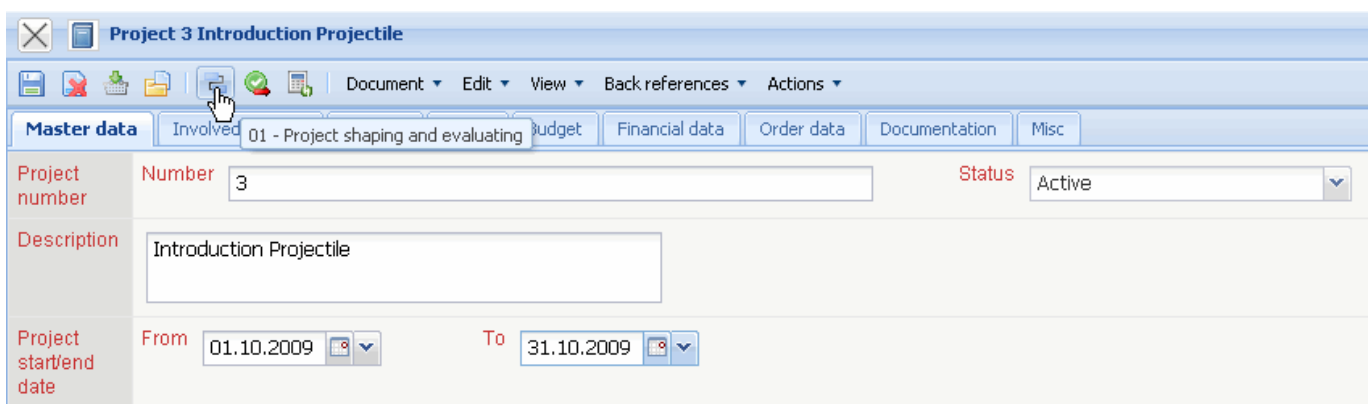 Project 3 Introduction Projectile
Document Edit View Back references Actions
Master data Involved Budget Financial data Order data Documentation Misc
01 - Project shaping and evaluating
Project number Number 3 Status Active
Description Introduction Projectile
Project start/end date From 01.10.2009 To 31.10.2009